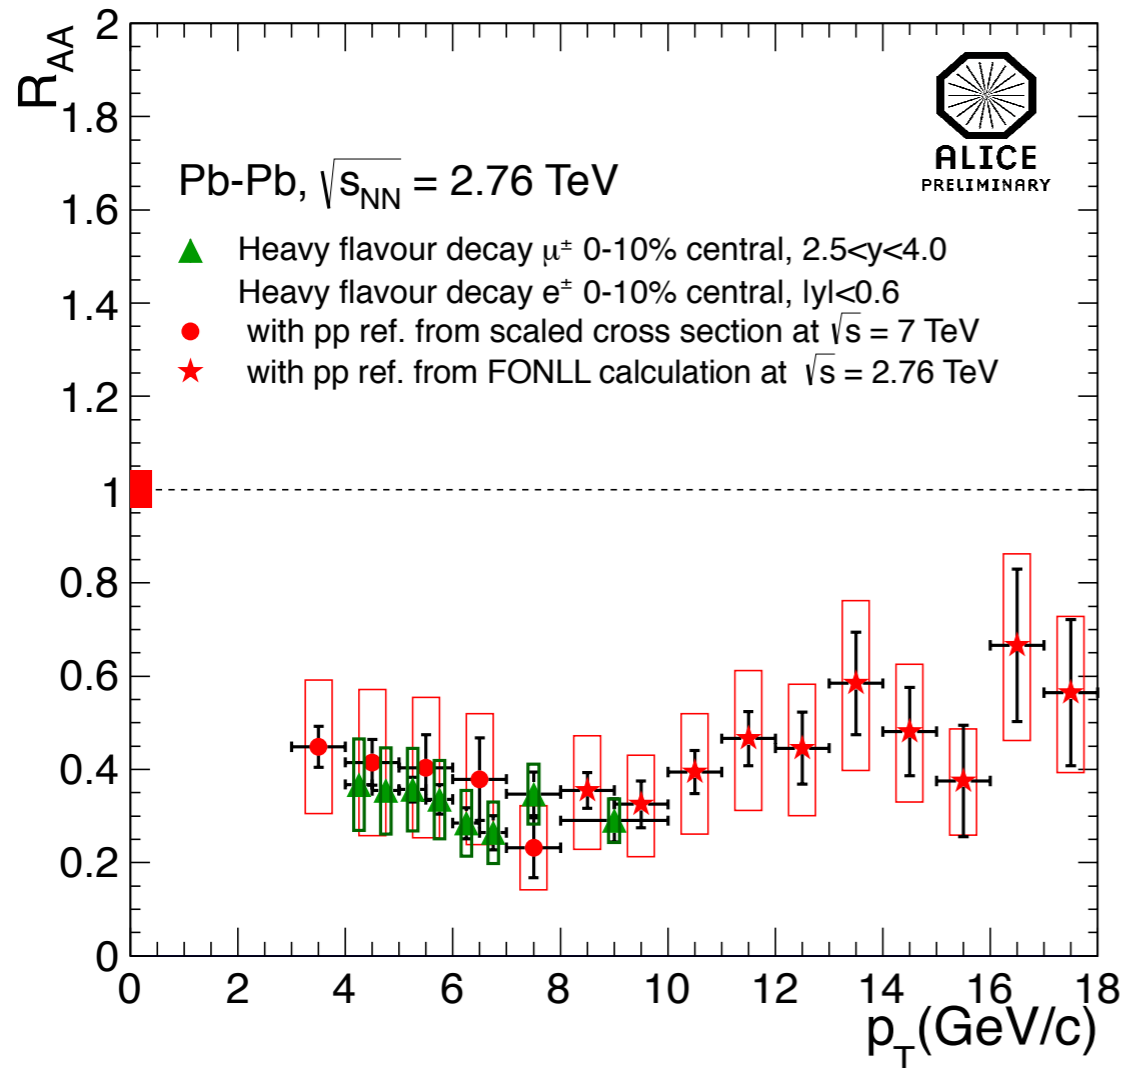 R_AA
2
1.8
1.6
1.4
1.2
1
0.8
0.6
0.4
0.2
0
ALICE
PRELIMINARY
Pb-Pb, √s_NN = 2.76 TeV
Heavy flavour decay μ± 0-10% central, 2.5<y<4.0
Heavy flavour decay e± 0-10% central, |y|<0.6
with pp ref. from scaled cross section at √s = 7 TeV
with pp ref. from FONLL calculation at √s = 2.76 TeV
0 2 4 6 8 10 12 14 16 18
p_T(GeV/c)